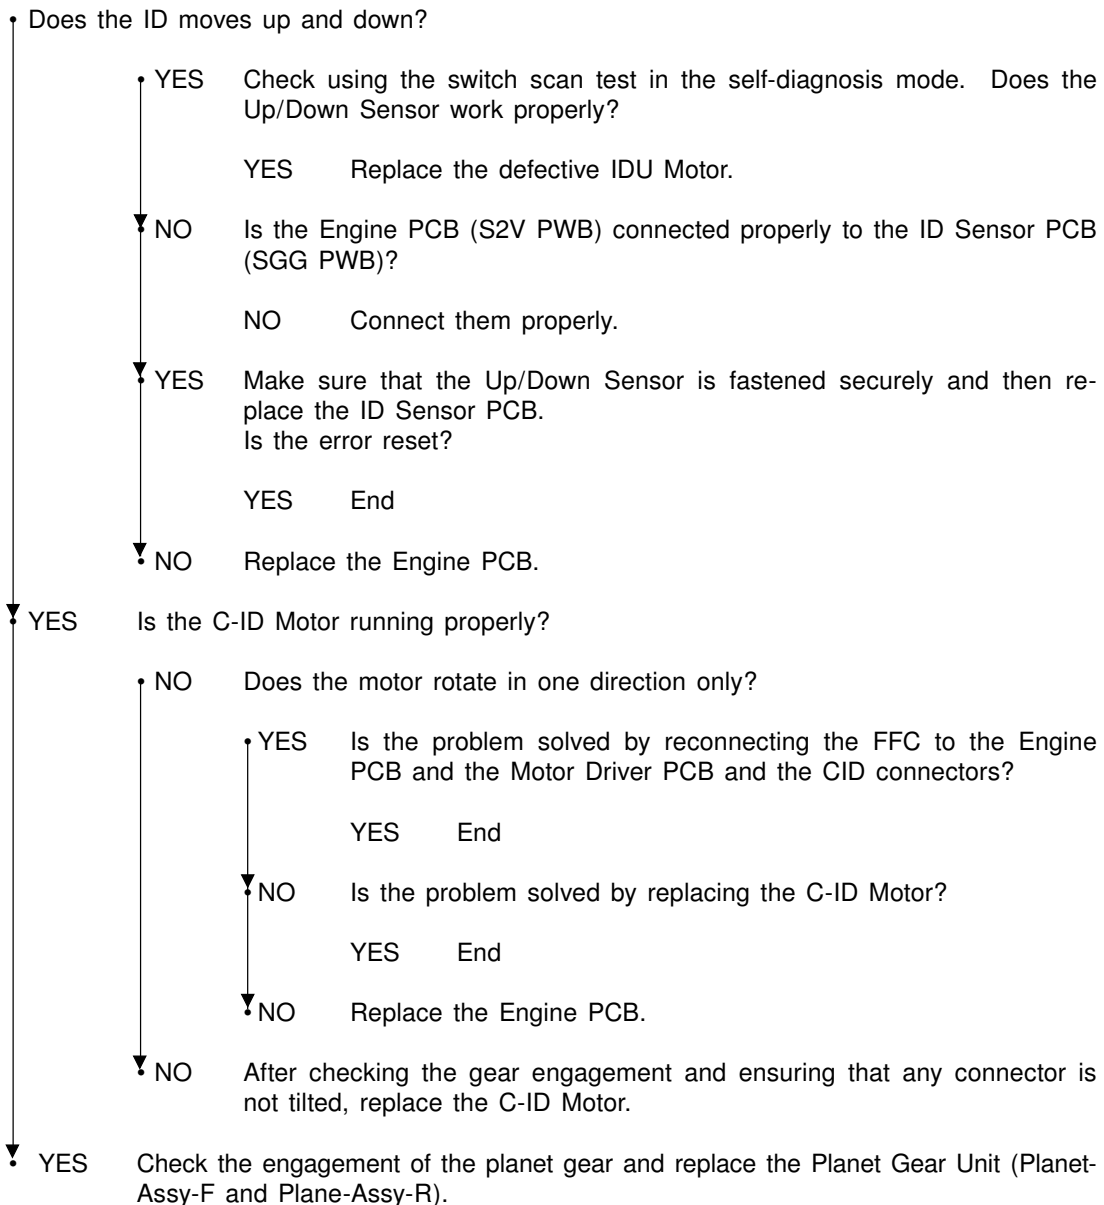 Does the ID moves up and down?
YES Check using the switch scan test in the self-diagnosis mode. Does the
Up/Down Sensor work properly?
YES Replace the defective IDU Motor.
NO Is the Engine PCB (S2V PWB) connected properly to the ID Sensor PCB
(SGG PWB)?
NO Connect them properly.
YES Make sure that the Up/Down Sensor is fastened securely and then re-
place the ID Sensor PCB.
Is the error reset?
YES End
NO Replace the Engine PCB.
YES Is the C-ID Motor running properly?
NO Does the motor rotate in one direction only?
YES Is the problem solved by reconnecting the FFC to the Engine
PCB and the Motor Driver PCB and the CID connectors?
YES End
NO Is the problem solved by replacing the C-ID Motor?
YES End
NO Replace the Engine PCB.
NO After checking the gear engagement and ensuring that any connector is
not tilted, replace the C-ID Motor.
YES Check the engagement of the planet gear and replace the Planet Gear Unit (Planet-
Assy-F and Plane-Assy-R).